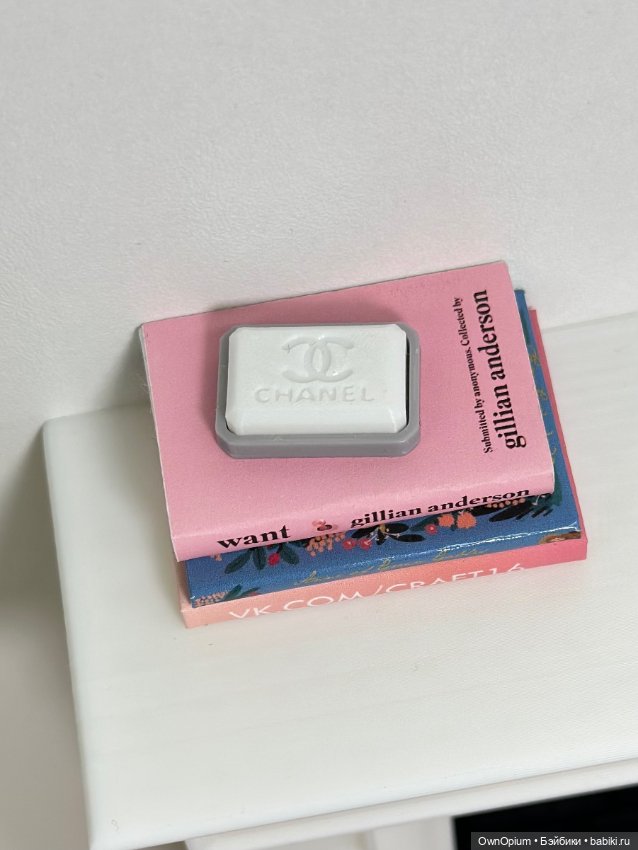 CHANEL
Submitted by anonymous. Collected by
gillian anderson
want gillian anderson
VK.COM/CRAFT16
OwnOpium • Бэйбики • babiki.ru